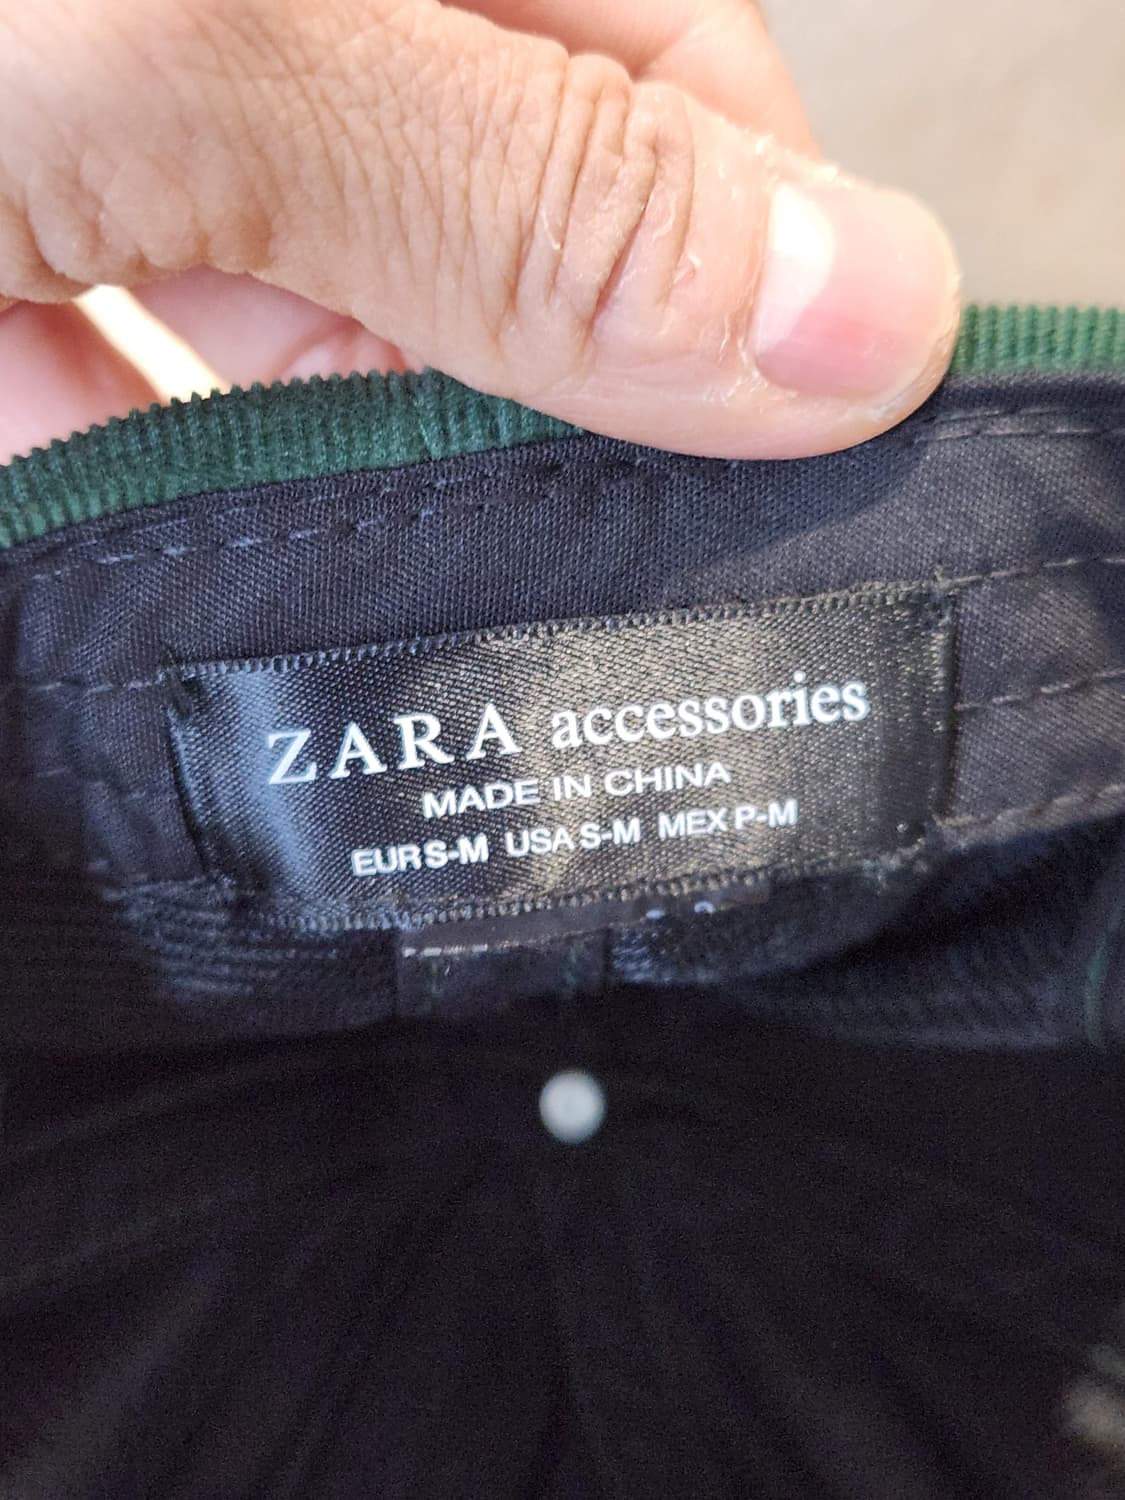 ZARA accessories
MADE IN CHINA
EUR S-M USA S-M MEX P-M